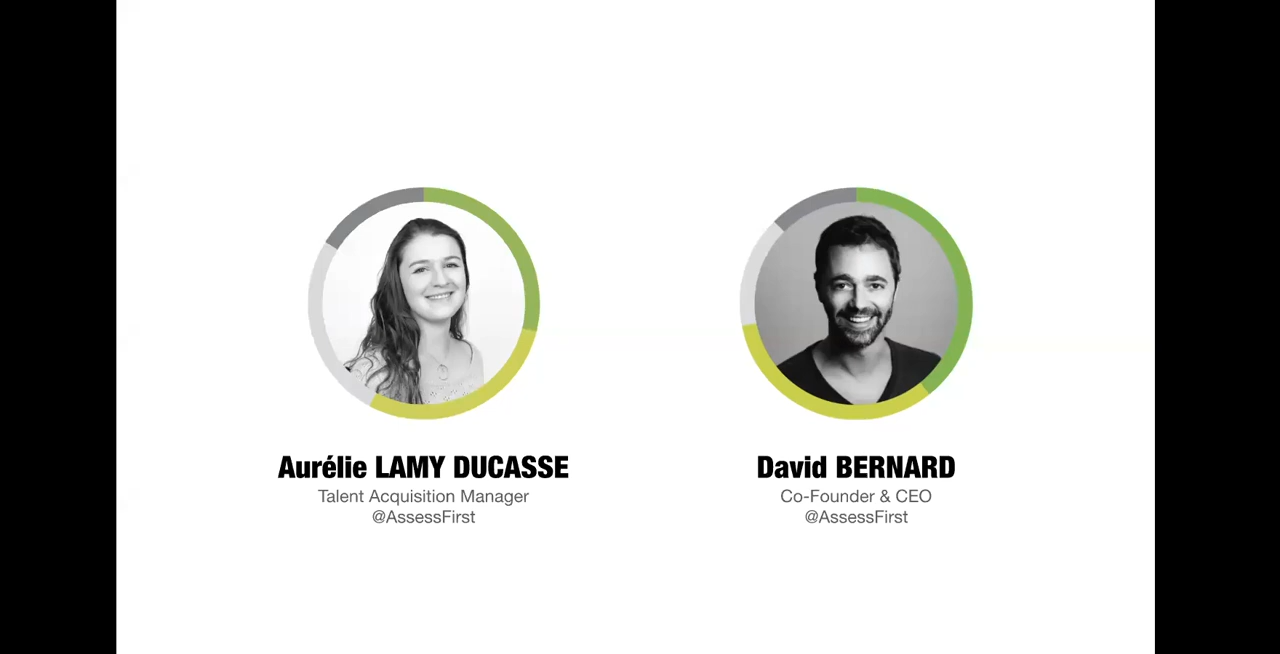 Aurélie LAMY DUCASSE
Talent Acquisition Manager
@AssessFirst
David BERNARD
Co-Founder & CEO
@AssessFirst